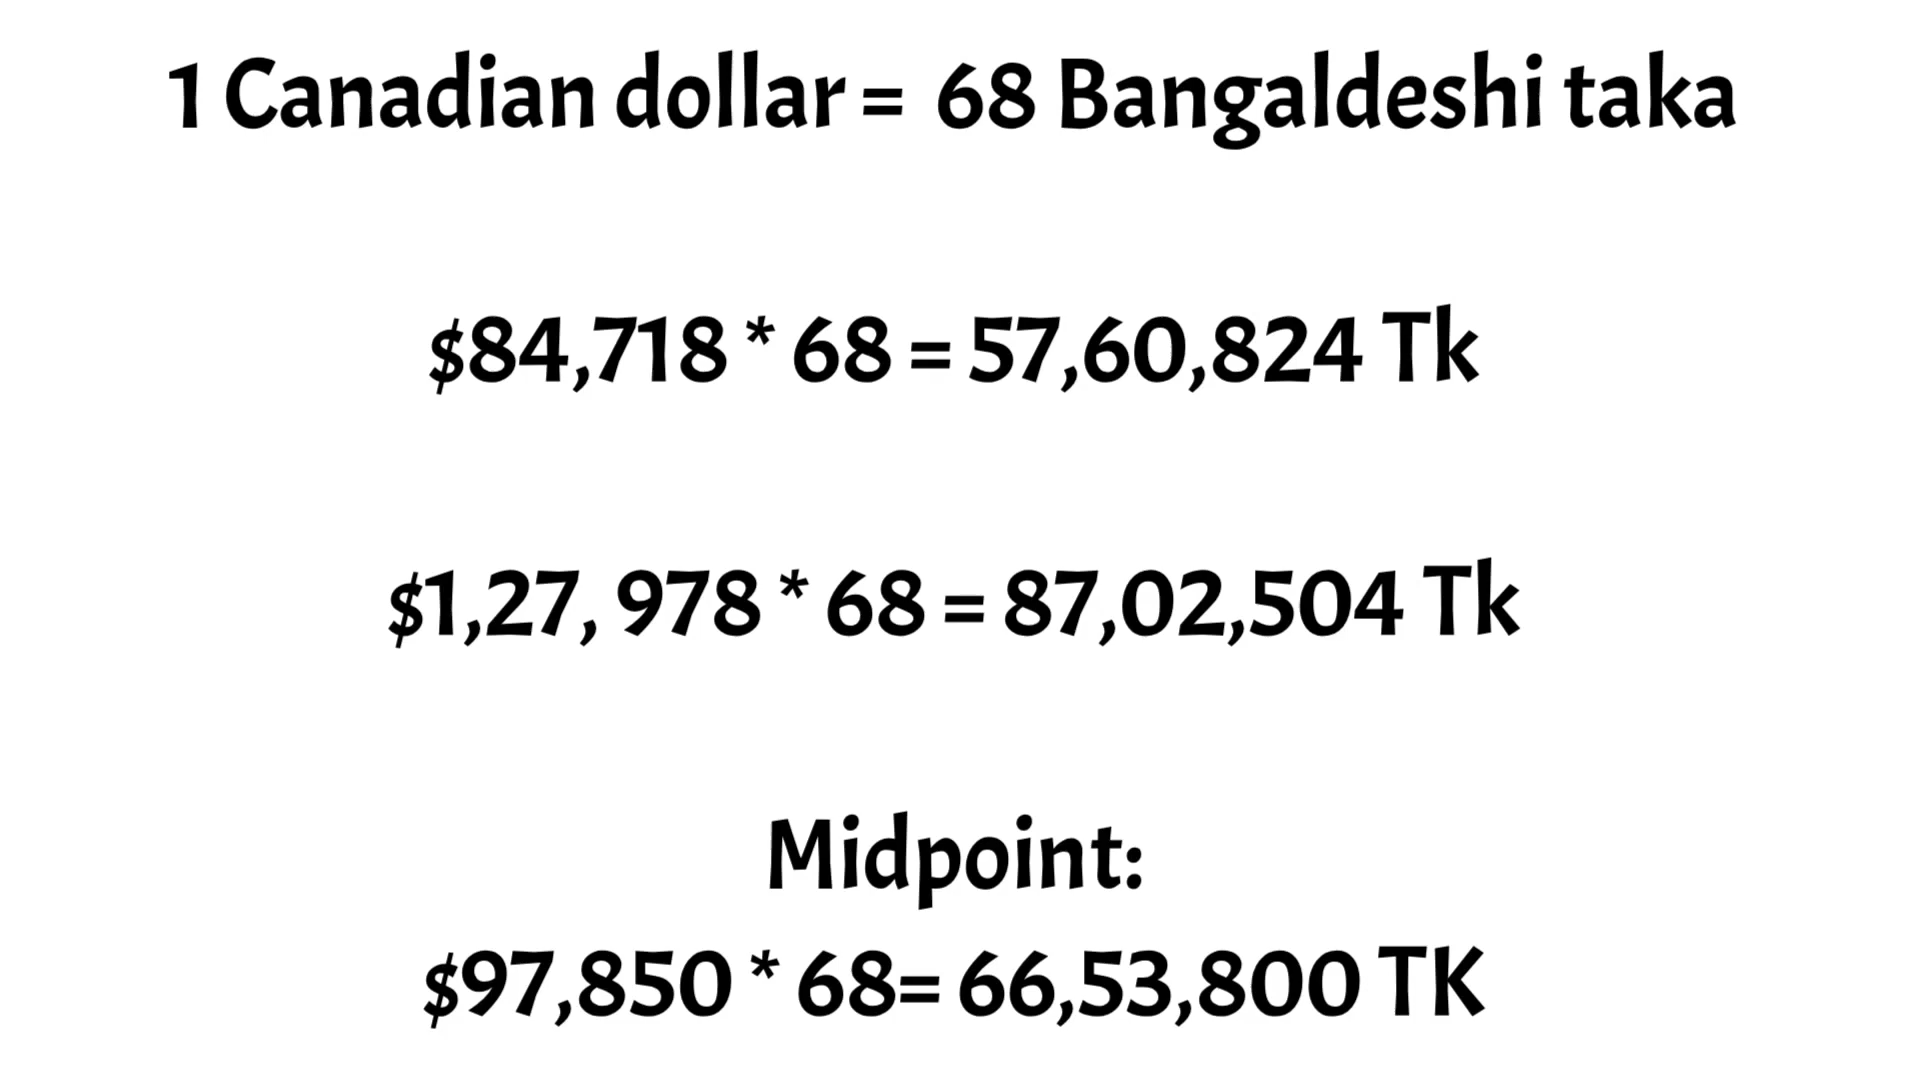 1 Canadian dollar = 68 Bangaldeshi taka
$84,718 * 68 = 57,60,824 Tk
$1,27, 978 * 68 = 87,02,504 Tk
Midpoint:
$97,850 * 68= 66,53,800 TK